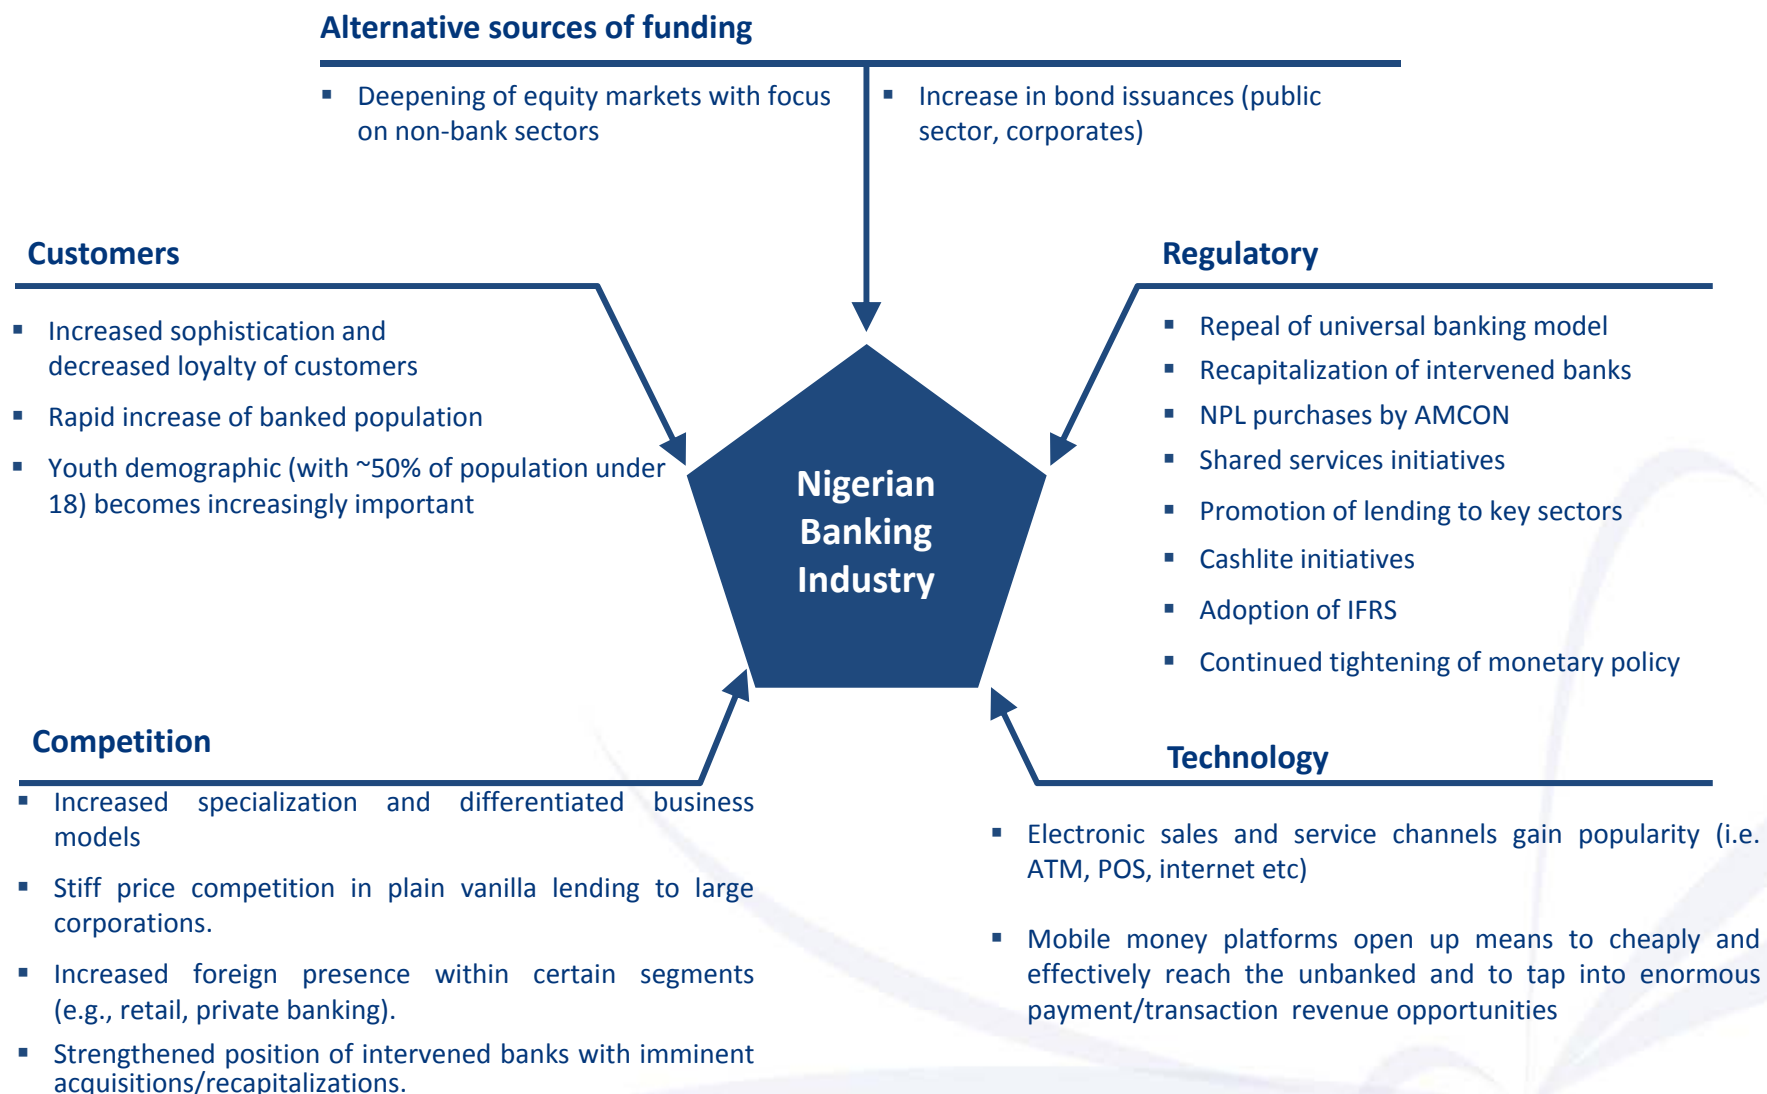 Alternative sources of funding
▪ Deepening of equity markets with focus
on non-bank sectors
▪ Increase in bond issuances (public
sector, corporates)
Customers
▪ Increased sophistication and
decreased loyalty of customers
▪ Rapid increase of banked population
▪ Youth demographic (with ~50% of population under
18) becomes increasingly important
Regulatory
▪ Repeal of universal banking model
▪ Recapitalization of intervened banks
▪ NPL purchases by AMCON
▪ Shared services initiatives
▪ Promotion of lending to key sectors
▪ Cashlite initiatives
▪ Adoption of IFRS
▪ Continued tightening of monetary policy
Nigerian
Banking
Industry
Competition
▪ Increased specialization and differentiated business
models
▪ Stiff price competition in plain vanilla lending to large
corporations.
▪ Increased foreign presence within certain segments
(e.g., retail, private banking).
▪ Strengthened position of intervened banks with imminent
acquisitions/recapitalizations.
Technology
▪ Electronic sales and service channels gain popularity (i.e.
ATM, POS, internet etc)
▪ Mobile money platforms open up means to cheaply and
effectively reach the unbanked and to tap into enormous
payment/transaction revenue opportunities